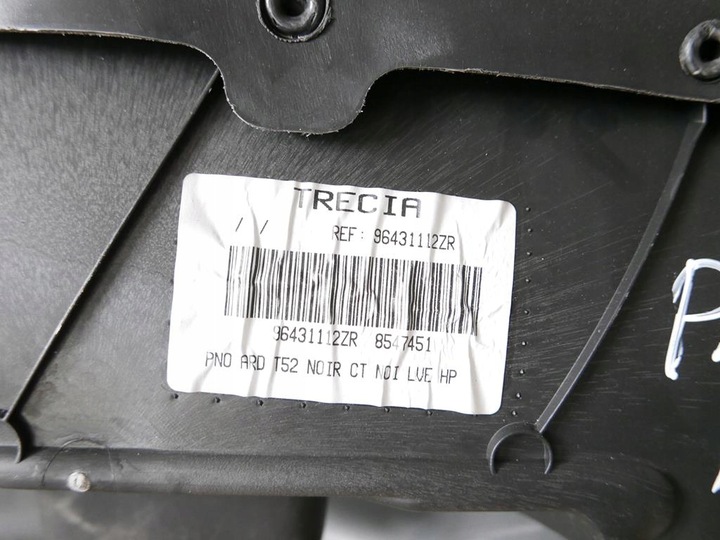 TRECIA
/ / REF: 96431112ZR
96431112ZR 8547451
PNO ARD T52 NOIR CT NOI LVE HP